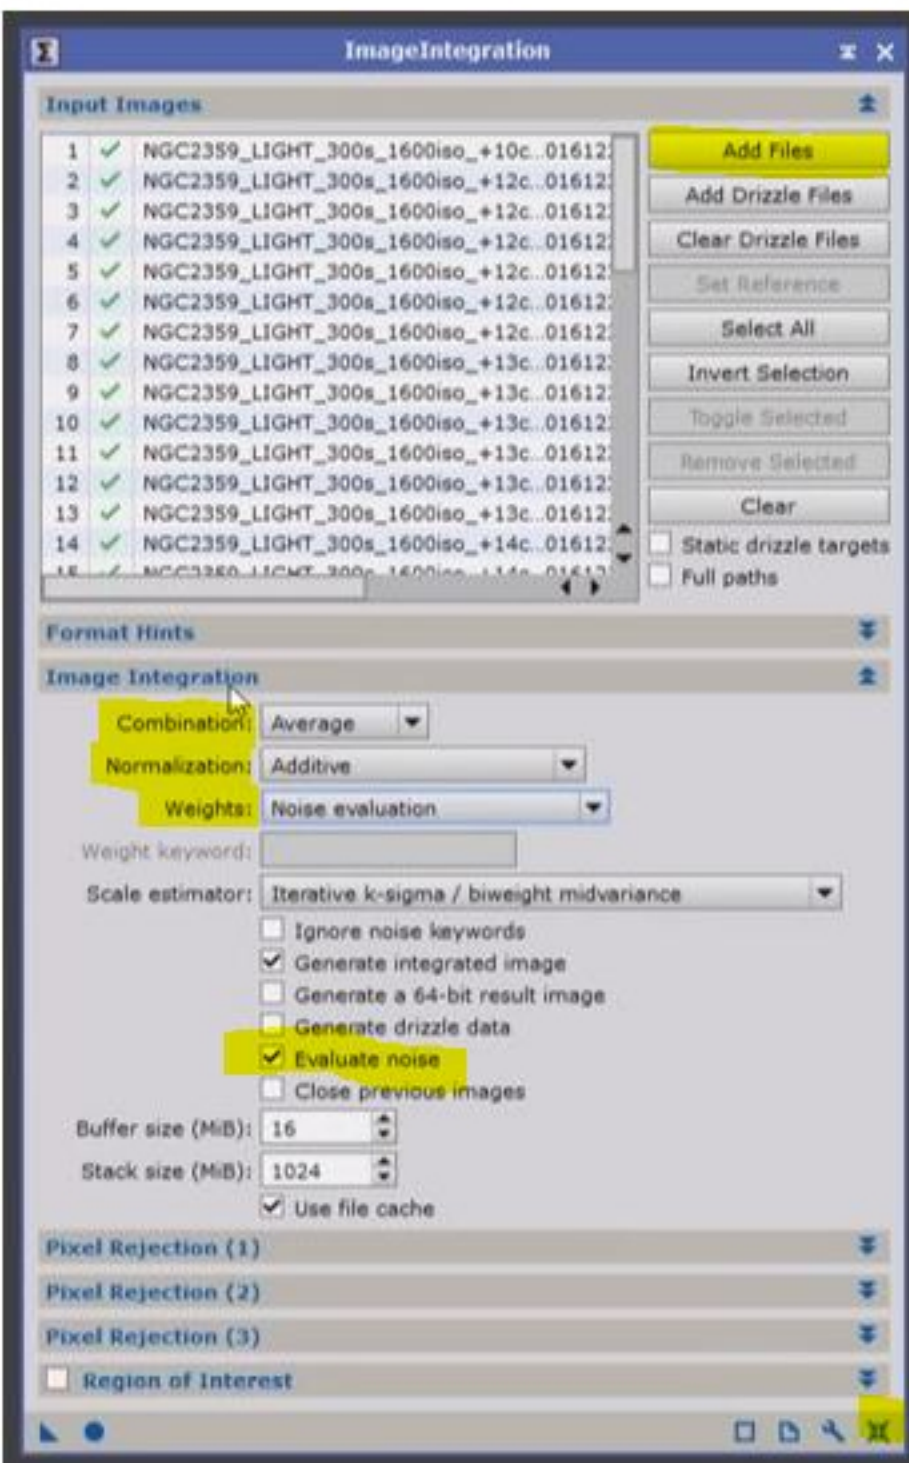 ImageIntegration
Input Images
1 NGC2359_LIGHT_300s_1600iso_+10c...01612
2 NGC2359_LIGHT_300s_1600iso_+12c...01612
3 NGC2359_LIGHT_300s_1600iso_+12c...01612
4 NGC2359_LIGHT_300s_1600iso_+12c...01612
5 NGC2359_LIGHT_300s_1600iso_+12c...01612
6 NGC2359_LIGHT_300s_1600iso_+12c...01612
7 NGC2359_LIGHT_300s_1600iso_+12c...01612
8 NGC2359_LIGHT_300s_1600iso_+13c...01612
9 NGC2359_LIGHT_300s_1600iso_+13c...01612
10 NGC2359_LIGHT_300s_1600iso_+13c...01612
11 NGC2359_LIGHT_300s_1600iso_+13c...01612
12 NGC2359_LIGHT_300s_1600iso_+13c...01612
13 NGC2359_LIGHT_300s_1600iso_+13c...01612
14 NGC2359_LIGHT_300s_1600iso_+14c...01612
15 NGC2359_LIGHT_300s_1600iso_+14c...01612
Add Files
Add Drizzle Files
Clear Drizzle Files
Set Reference
Select All
Invert Selection
Toggle Selected
Remove Selected
Clear
Static drizzle targets
Full paths
Format Hints
Image Integration
Combination: Average
Normalization: Additive
Weights: Noise evaluation
Weight keyword:
Scale estimator: Iterative k-sigma / biweight midvariance
Ignore noise keywords
Generate integrated image
Generate a 64-bit result image
Generate drizzle data
Evaluate noise
Close previous images
Buffer size (MiB): 16
Stack size (MiB): 1024
Use file cache
Pixel Rejection (1)
Pixel Rejection (2)
Pixel Rejection (3)
Region of Interest